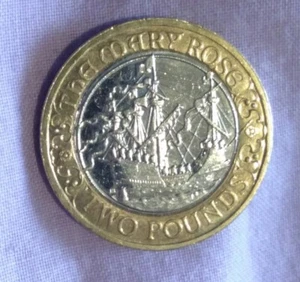 THE MARY ROSE
TWO POUNDS